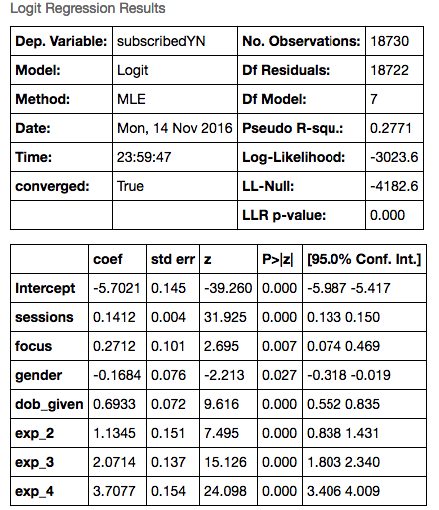 Logit Regression Results
Dep. Variable: subscribedYN No. Observations: 18730
Model: Logit Df Residuals: 18722
Method: MLE Df Model: 7
Date: Mon, 14 Nov 2016 Pseudo R-squ.: 0.2771
Time: 23:59:47 Log-Likelihood: -3023.6
converged: True LL-Null: -4182.6
LLR p-value: 0.000
coef std err z P>|z| [95.0% Conf. Int.]
Intercept -5.7021 0.145 -39.260 0.000 -5.987 -5.417
sessions 0.1412 0.004 31.925 0.000 0.133 0.150
focus 0.2712 0.101 2.695 0.007 0.074 0.469
gender -0.1684 0.076 -2.213 0.027 -0.318 -0.019
dob_given 0.6933 0.072 9.616 0.000 0.552 0.835
exp_2 1.1345 0.151 7.495 0.000 0.838 1.431
exp_3 2.0714 0.137 15.126 0.000 1.803 2.340
exp_4 3.7077 0.154 24.098 0.000 3.406 4.009